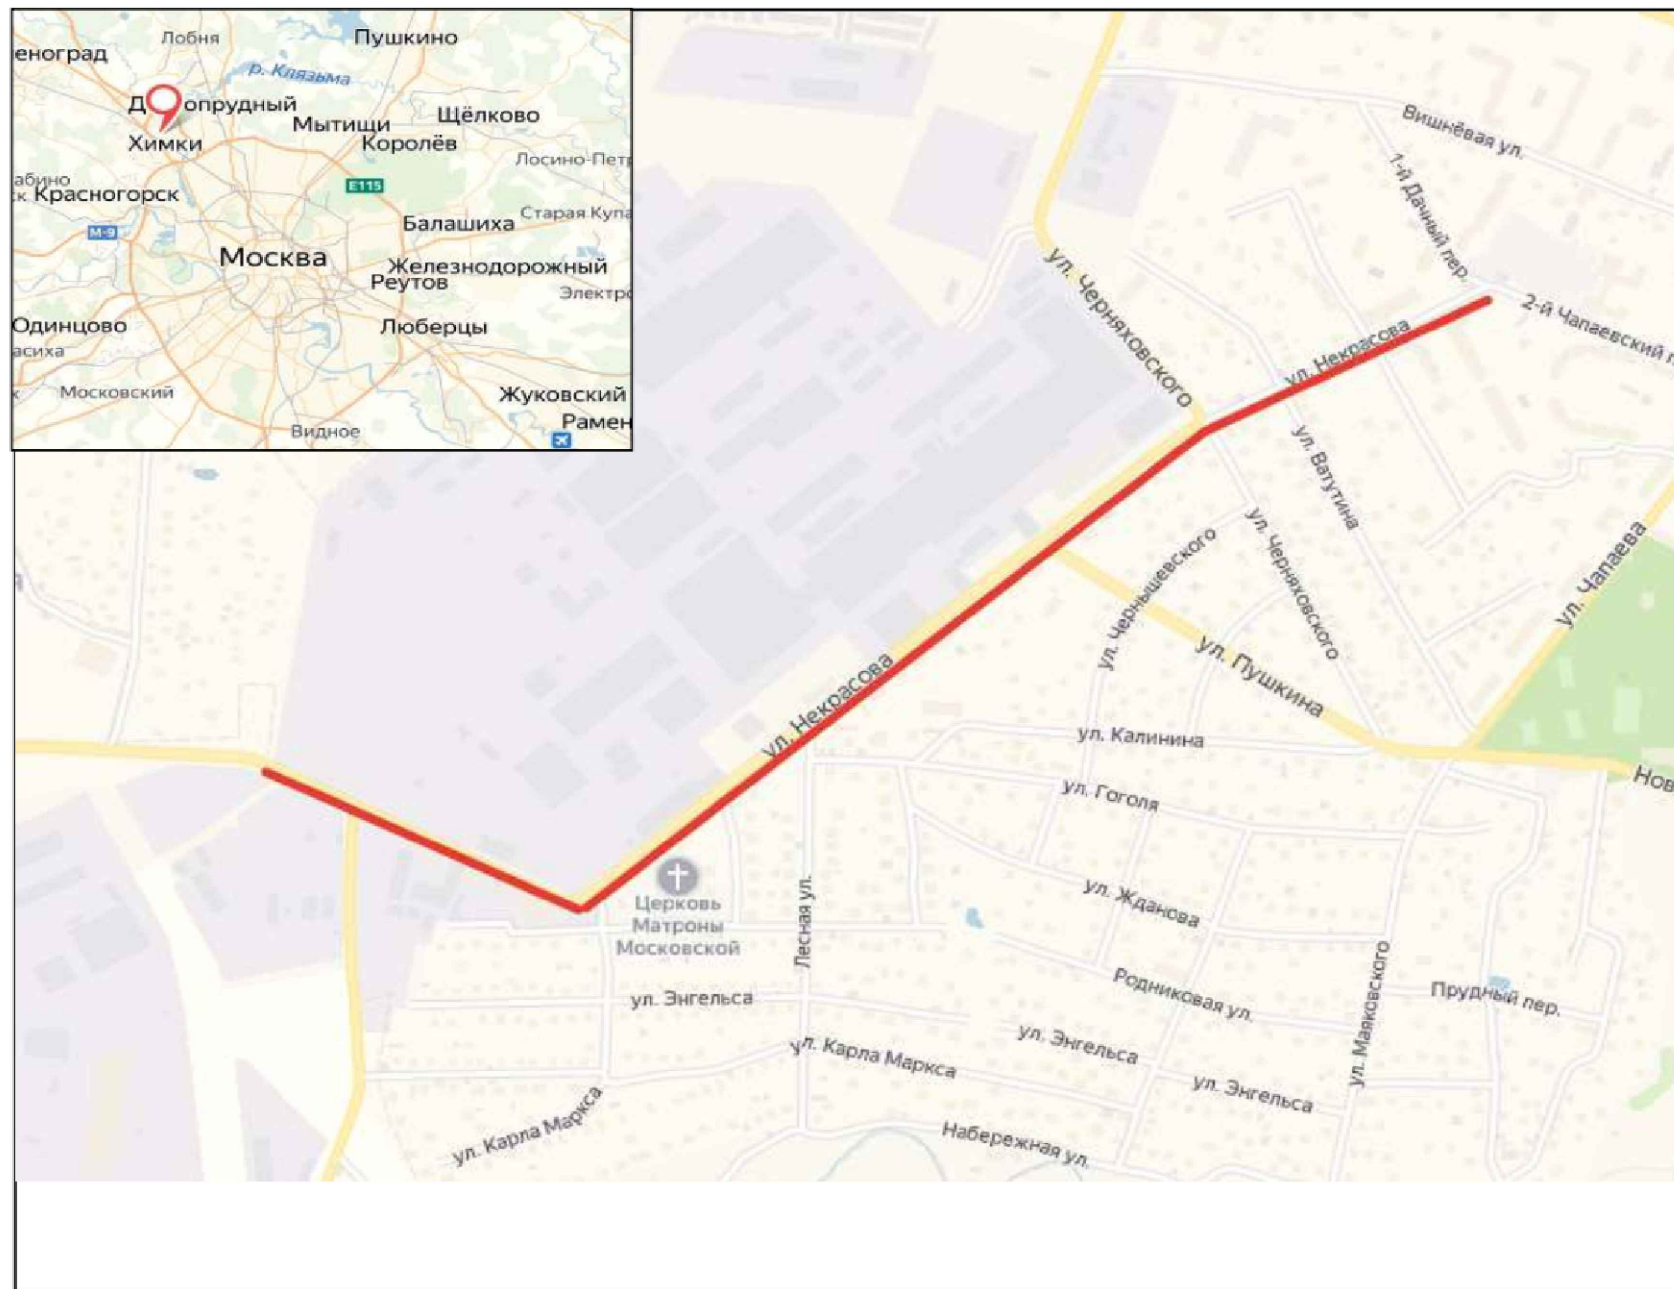 Лобня
Пушкино
еноград
р. Клязьма
Д опрудный
Щёлково
Мытищи
Химки
Королёв
Лосино-Петр
абино
Красногорск
E115
Балашиха
Старая Купа
М-9
Москва
Железнодорожный
Реутов
Электро
Одинцово
Люберцы
асиха
Московский
Жуковский
Рамен
Видное
Вишнёвая ул.
1-й Дачный пер.
ул. Черняховского
2-й Чапаевский п
ул. Некрасова
ул. Ватутина
ул. Черняховского
ул. Чернышевского
ул. Чапаева
ул. Пушкина
ул. Некрасова
ул. Калинина
Нов
ул. Гоголя
Церковь
Матроны
Московской
Лесная ул.
ул. Жданова
ул. Маяковского
Родниковая ул.
Прудный пер.
ул. Энгельса
ул. Энгельса
ул. Карла Маркса
ул. Энгельса
ул. Карла Маркса
Набережная ул.